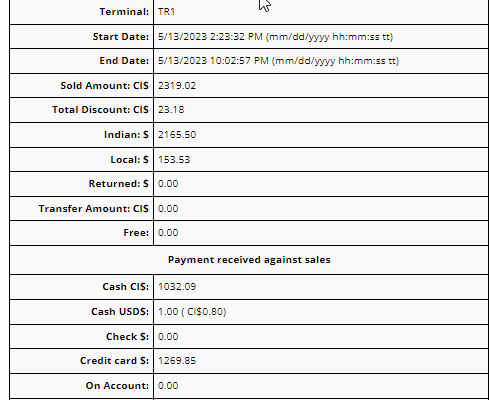 Terminal: TR1
Start Date: 5/13/2023 2:23:32 PM (mm/dd/yyyy hh:mm:ss tt)
End Date: 5/13/2023 10:02:57 PM (mm/dd/yyyy hh:mm:ss tt)
Sold Amount: CI$ 2319.02
Total Discount: CI$ 23.18
Indian: $ 2165.50
Local: $ 153.53
Returned: $ 0.00
Transfer Amount: CI$ 0.00
Free: 0.00
Payment received against sales
Cash CI$: 1032.09
Cash USD$: 1.00 ( CI$0.80)
Check $: 0.00
Credit card $: 1269.85
On Account: 0.00